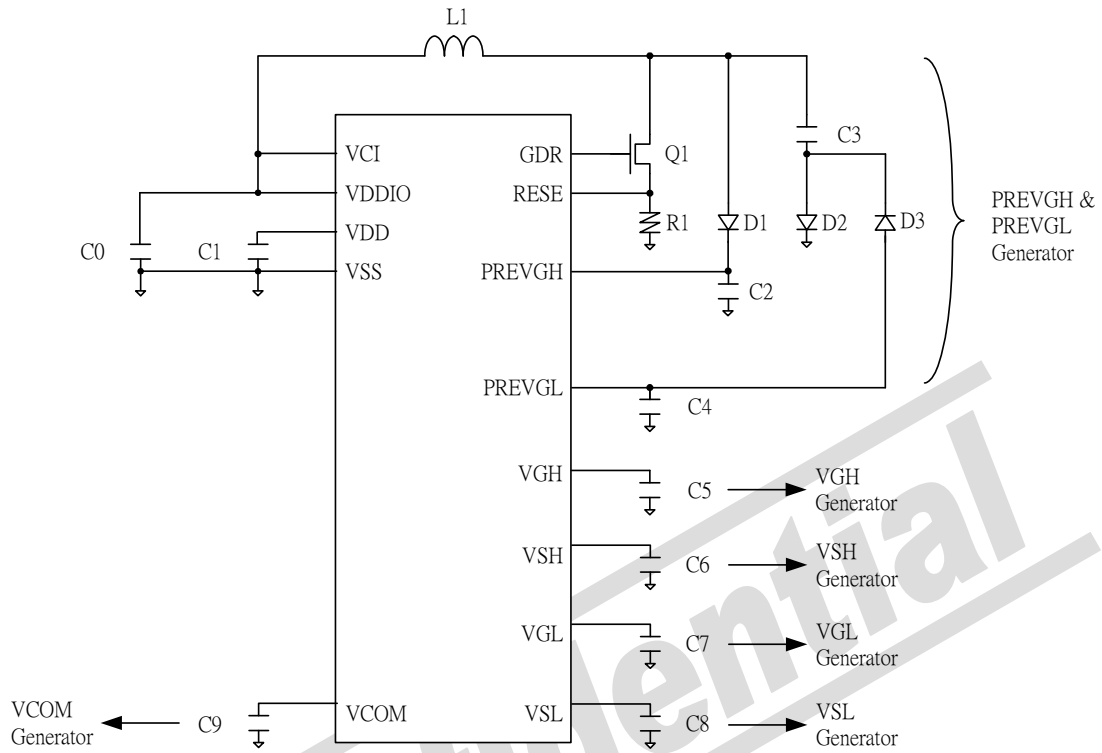 L1
C3
VCI
GDR
Q1
VDDIO
RESE
R1
D1
D2
D3
PREVGH &
PREVGL
Generator
C0
C1
VDD
VSS
PREVGH
C2
PREVGL
C4
VGH
C5
VGH
Generator
VSH
C6
VSH
Generator
VGL
C7
VGL
Generator
VCOM
Generator
C9
VCOM
VSL
C8
VSL
Generator